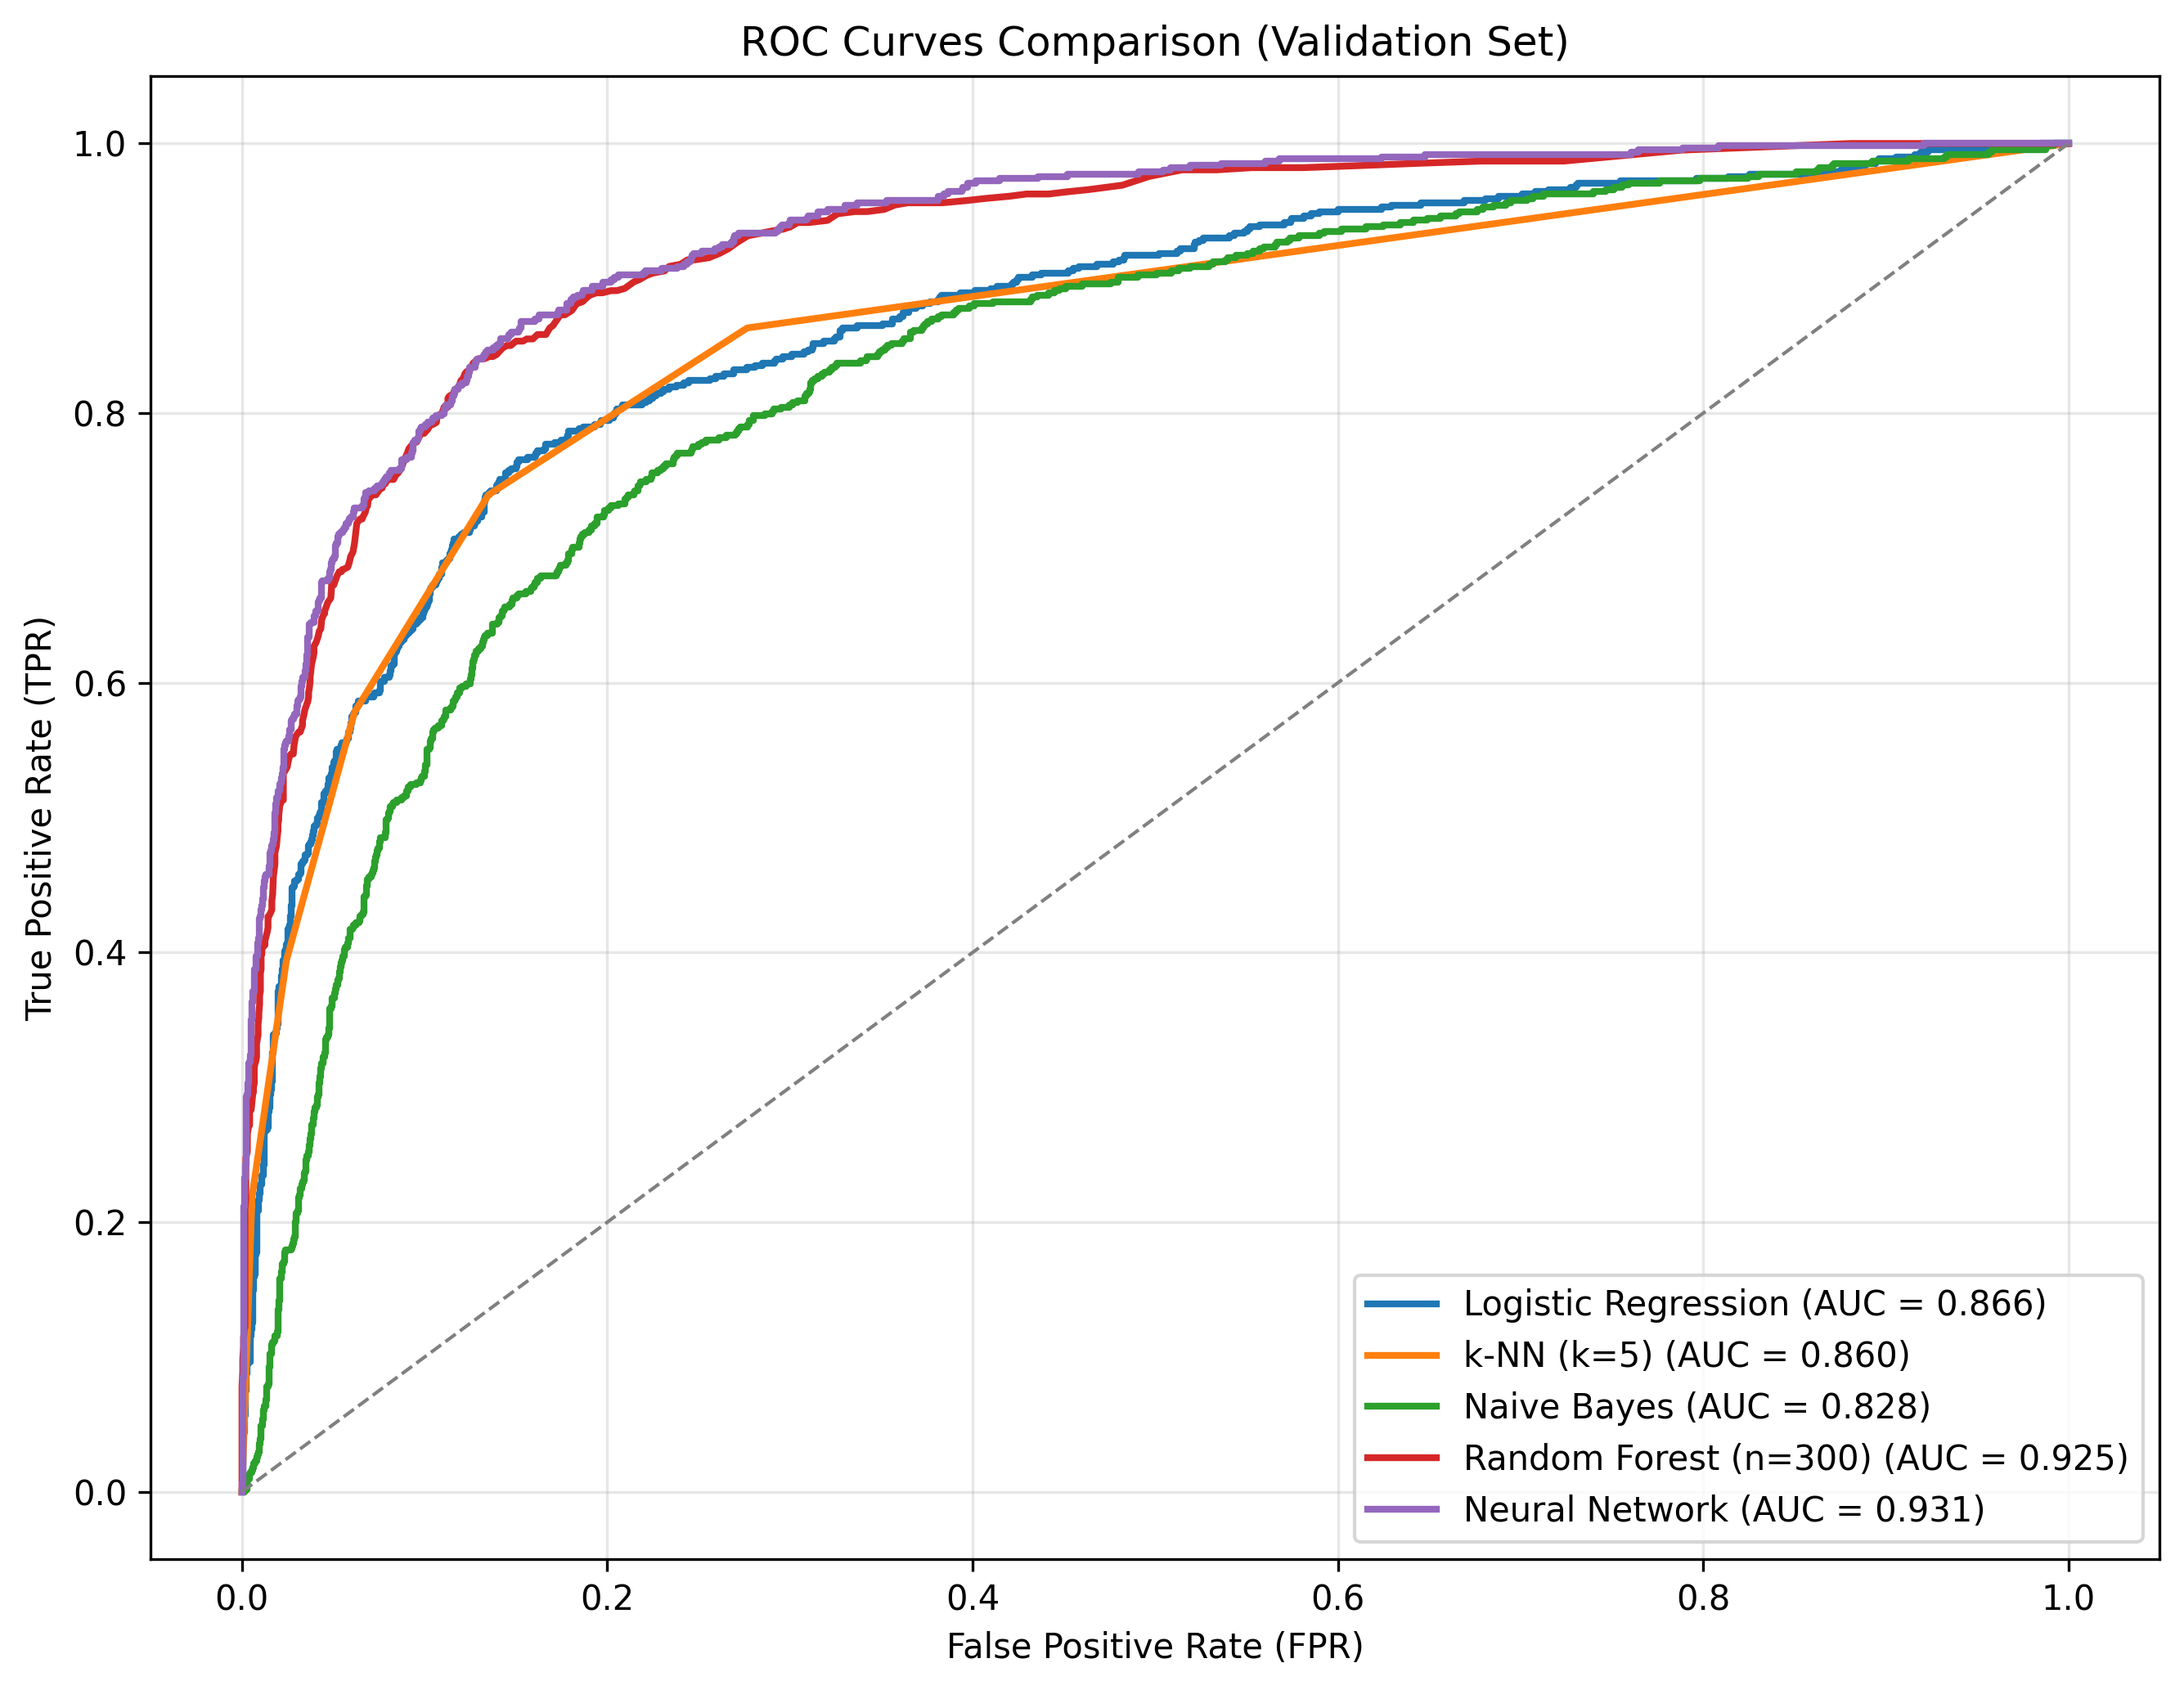 ROC Curves Comparison (Validation Set)
True Positive Rate (TPR)
1.0
0.8
0.6
0.4
0.2
0.0
0.0 0.2 0.4 0.6 0.8 1.0
False Positive Rate (FPR)
Logistic Regression (AUC = 0.866)
k-NN (k=5) (AUC = 0.860)
Naive Bayes (AUC = 0.828)
Random Forest (n=300) (AUC = 0.925)
Neural Network (AUC = 0.931)